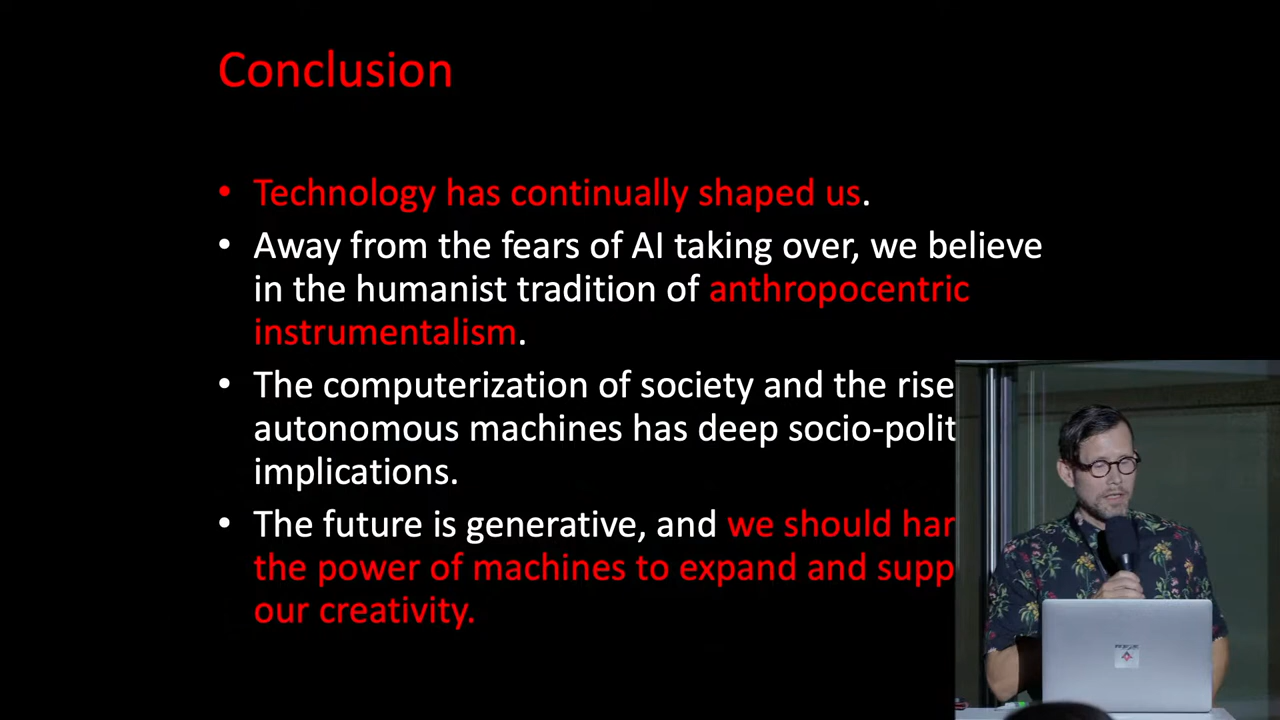 Conclusion
• Technology has continually shaped us.
• Away from the fears of AI taking over, we believe
in the humanist tradition of anthropocentric
instrumentalism.
• The computerization of society and the rise
autonomous machines has deep socio-polit
implications.
• The future is generative, and we should har
the power of machines to expand and supp
our creativity.